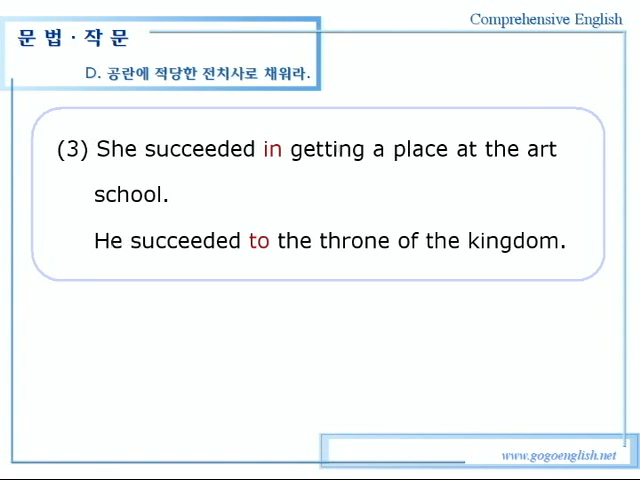 Comprehensive English
문 법 · 작 문
D. 공란에 적당한 전치사로 채워라.
(3) She succeeded in getting a place at the art
school.
He succeeded to the throne of the kingdom.
www.gogoenglish.net